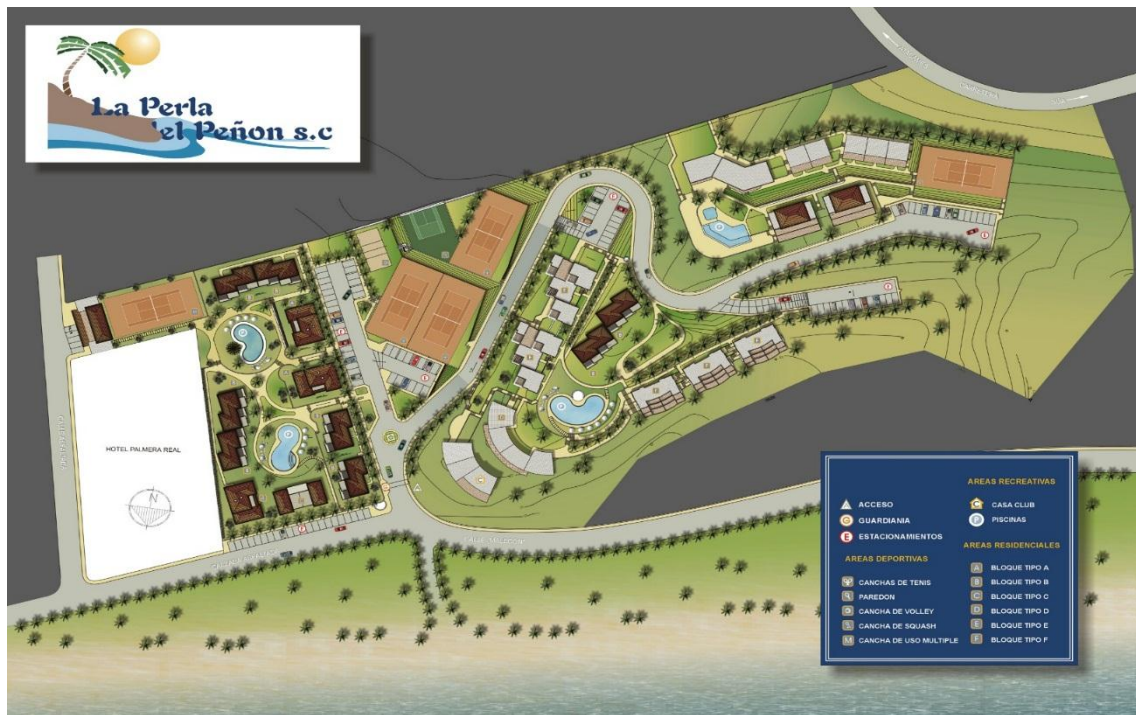 La Perla
del Peñon s.c
HOTEL PALMERA REAL
N
ACCESO
G GUARDIANIA
E ESTACIONAMIENTOS
AREAS DEPORTIVAS
CANCHAS DE TENIS
PAREDON
CANCHA DE VOLLEY
S CANCHA DE SQUASH
M CANCHA DE USO MULTIPLE
AREAS RECREATIVAS
C CASA CLUB
P PISCINAS
AREAS RESIDENCIALES
A BLOQUE TIPO A
B BLOQUE TIPO B
C BLOQUE TIPO C
D BLOQUE TIPO D
E BLOQUE TIPO E
F BLOQUE TIPO F